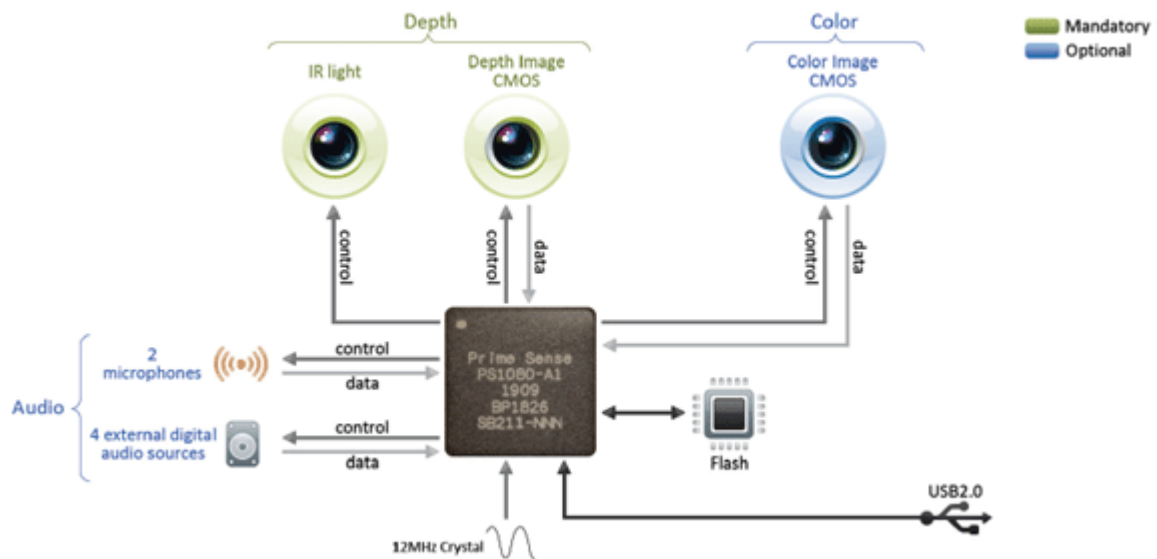 Depth
Color
Mandatory
Optional
IR light
Depth Image
CMOS
Color Image
CMOS
control
control
data
control
data
Audio
2
microphones
control
data
4 external digital
audio sources
control
data
Prime Sense
PS1080-A1
1909
BP1826
SB211-NNN
Flash
USB2.0
12MHz Crystal